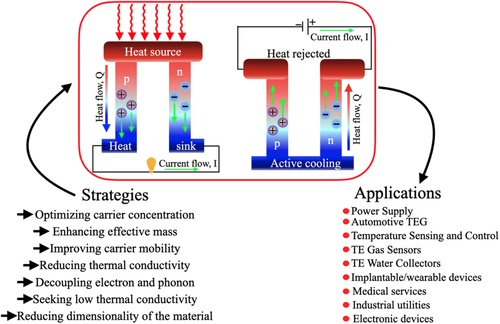 Heat source
p
n
Heat flow, Q
Heat
sink
Current flow, I
Current flow, I
Heat rejected
p
n
Heat flow, Q
Active cooling
Strategies
Optimizing carrier concentration
Enhancing effective mass
Improving carrier mobility
Reducing thermal conductivity
Decoupling electron and phonon
Seeking low thermal conductivity
Reducing dimensionality of the material
Applications
Power Supply
Automotive TEG
Temperature Sensing and Control
TE Gas Sensors
TE Water Collectors
Implantable/wearable devices
Medical services
Industrial utilities
Electronic devices